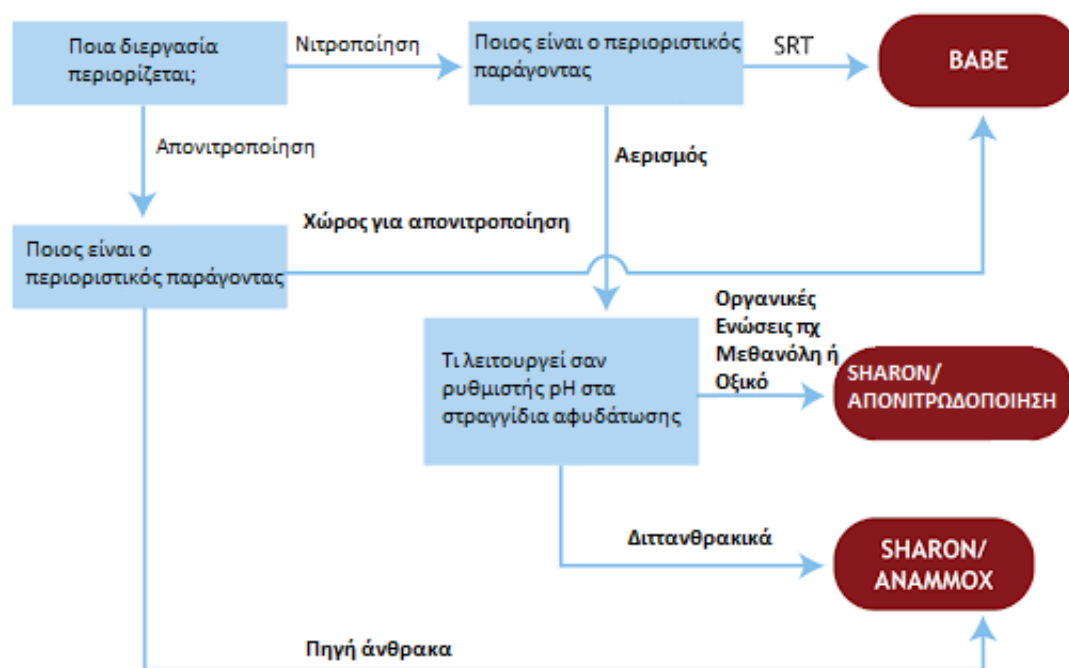 Ποια διεργασία
περιορίζεται;
Νιτροποίηση
Ποιος είναι ο περιοριστικός
παράγοντας
SRT
BABE
Απονιτροποίηση
Αερισμός
Χώρος για απονιτροποίηση
Ποιος είναι ο
περιοριστικός παράγοντας
Οργανικές
Ενώσεις πχ
Μεθανόλη ή
Οξικό
Τι λειτουργεί σαν
ρυθμιστής pH στα
στραγγίδια αφυδάτωσης
SHARON/
ΑΠΟΝΙΤΡΩΔΟΠΟΙΗΣΗ
Διττανθρακικά
SHARON/
ANAMMOX
Πηγή άνθρακα